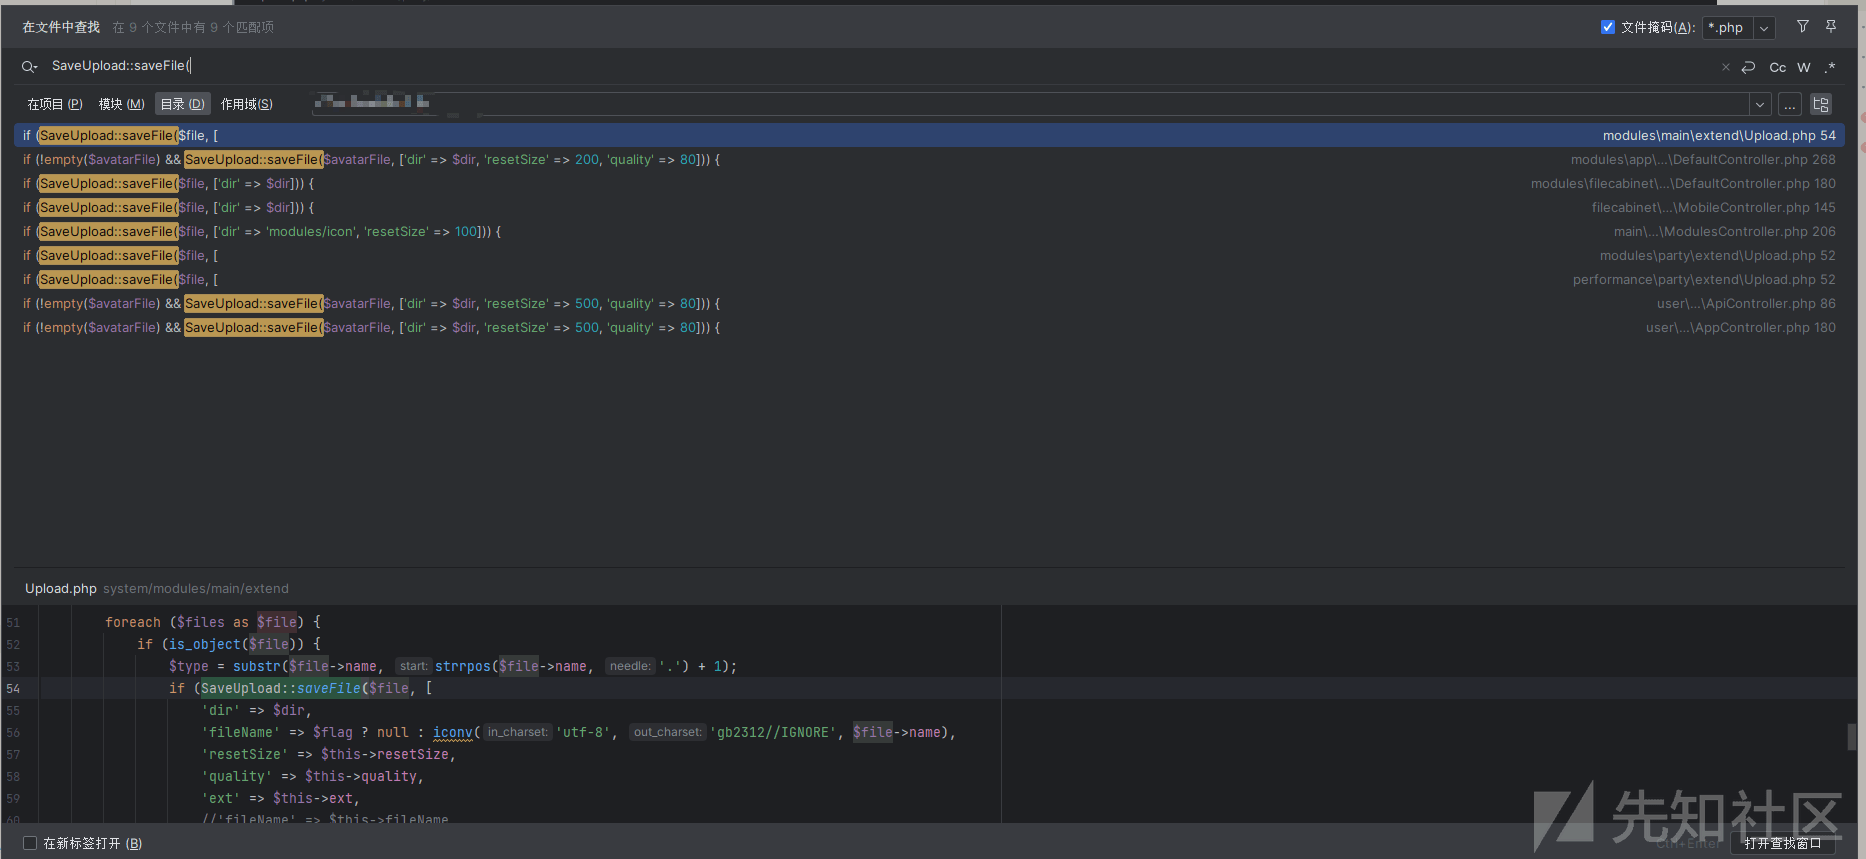 在文件中查找 在 9 个文件中有 9 个匹配项 文件掩码(A): *.php
SaveUpload::saveFile( × Cc W .*
在项目 (P) 模块 (M) 目录 (D) 作用域(S) ...
if (SaveUpload::saveFile($file, [ modules\main\extend\Upload.php 54
if (!empty($avatarFile) && SaveUpload::saveFile($avatarFile, ['dir' => $dir, 'resetSize' => 200, 'quality' => 80])) { modules\app\...\DefaultController.php 268
if (SaveUpload::saveFile($file, ['dir' => $dir])) { modules\filecabinet\...\DefaultController.php 180
if (SaveUpload::saveFile($file, ['dir' => $dir])) { filecabinet\...\MobileController.php 145
if (SaveUpload::saveFile($file, ['dir' => 'modules/icon', 'resetSize' => 100])) { main\...\ModulesController.php 206
if (SaveUpload::saveFile($file, [ modules\party\extend\Upload.php 52
if (SaveUpload::saveFile($file, [ performance\party\extend\Upload.php 52
if (!empty($avatarFile) && SaveUpload::saveFile($avatarFile, ['dir' => $dir, 'resetSize' => 500, 'quality' => 80])) { user\...\ApiController.php 86
if (!empty($avatarFile) && SaveUpload::saveFile($avatarFile, ['dir' => $dir, 'resetSize' => 500, 'quality' => 80])) { user\...\AppController.php 180
Upload.php system/modules/main/extend
51 foreach ($files as $file) {
52 if (is_object($file)) {
53 $type = substr($file->name, start: strrpos($file->name, needle: '.') + 1);
54 if (SaveUpload::saveFile($file, [
55 'dir' => $dir,
56 'fileName' => $flag ? null : iconv( in_charset: 'utf-8', out_charset: 'gb2312//IGNORE', $file->name),
57 'resetSize' => $this->resetSize,
58 'quality' => $this->quality,
59 'ext' => $this->ext,
60 //'fileName' => $this->fileName
先知社区
在新标签打开 (B) Ctrl+Enter 打开查找窗口